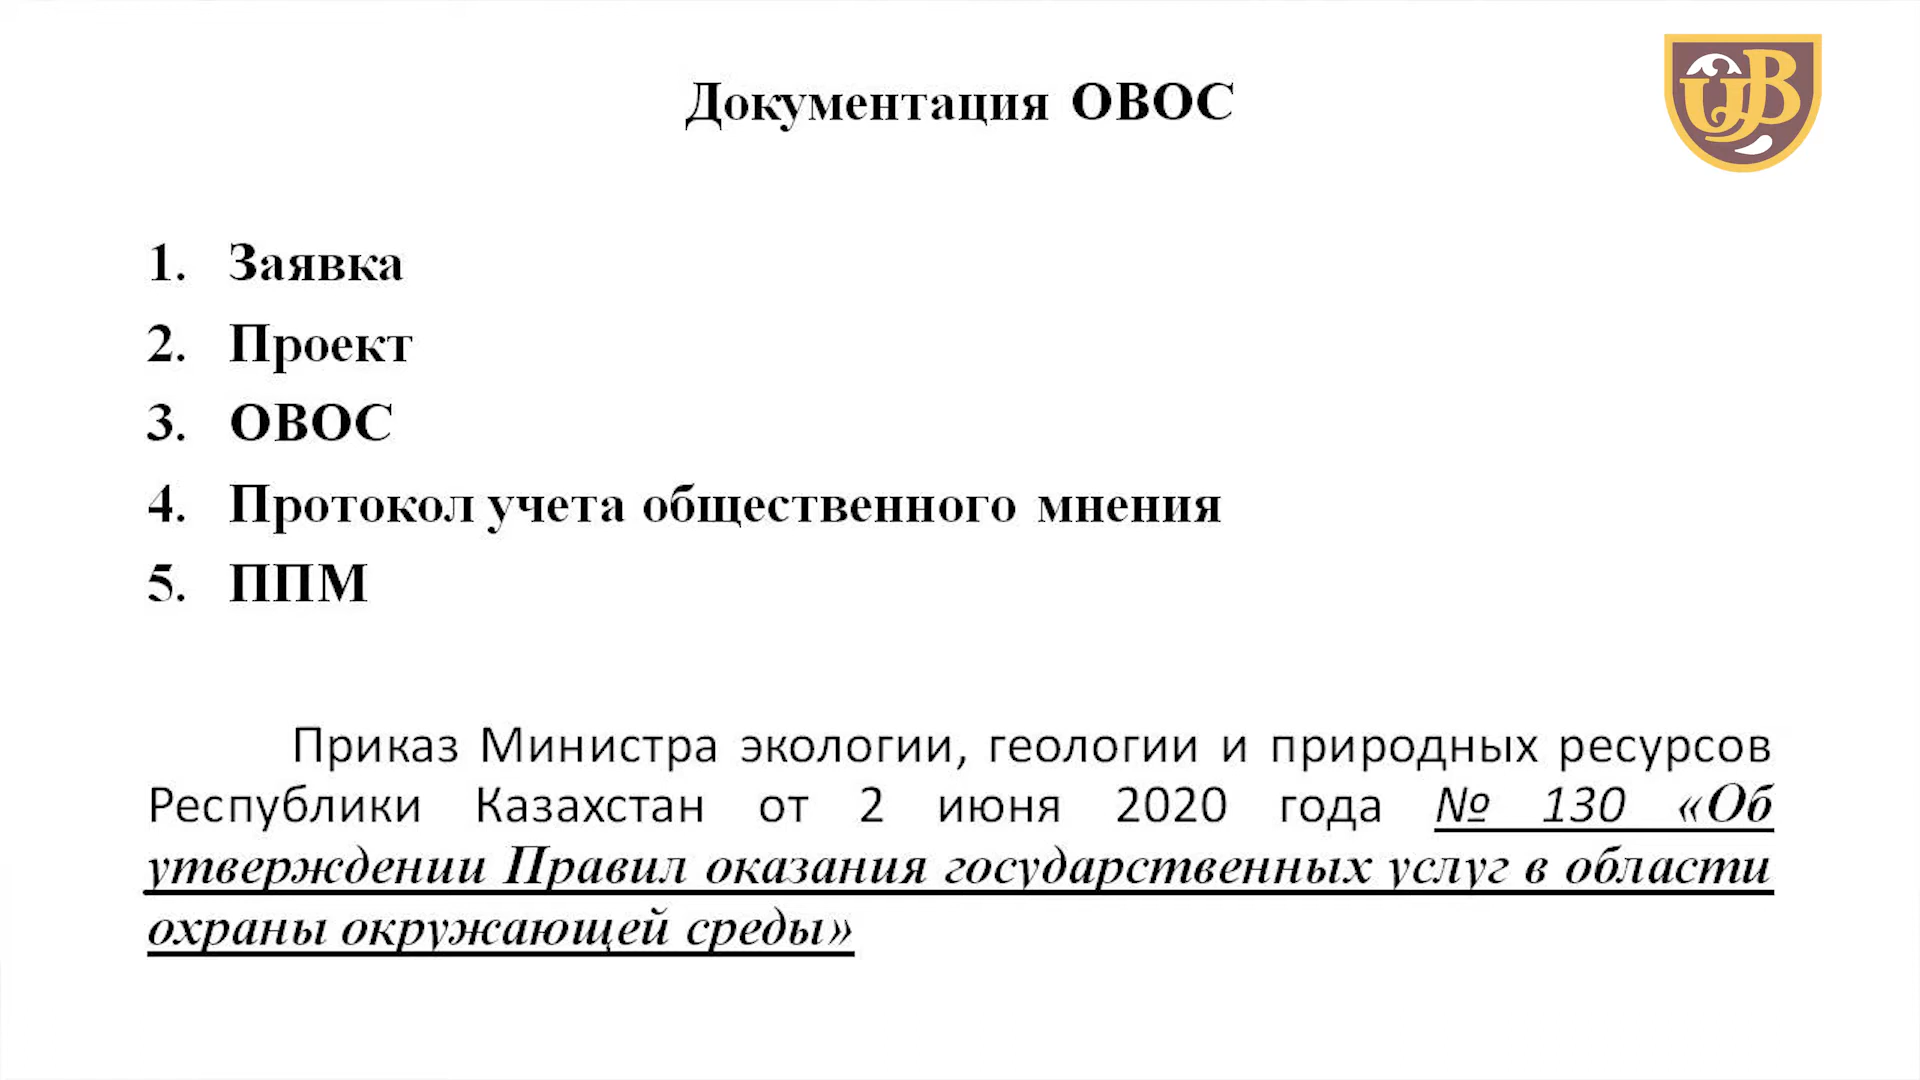 Документация ОВОС
1. Заявка
2. Проект
3. ОВОС
4. Протокол учета общественного мнения
5. ППМ
Приказ Министра экологии, геологии и природных ресурсов
Республики Казахстан от 2 июня 2020 года № 130 «Об
утверждении Правил оказания государственных услуг в области
охраны окружающей среды»